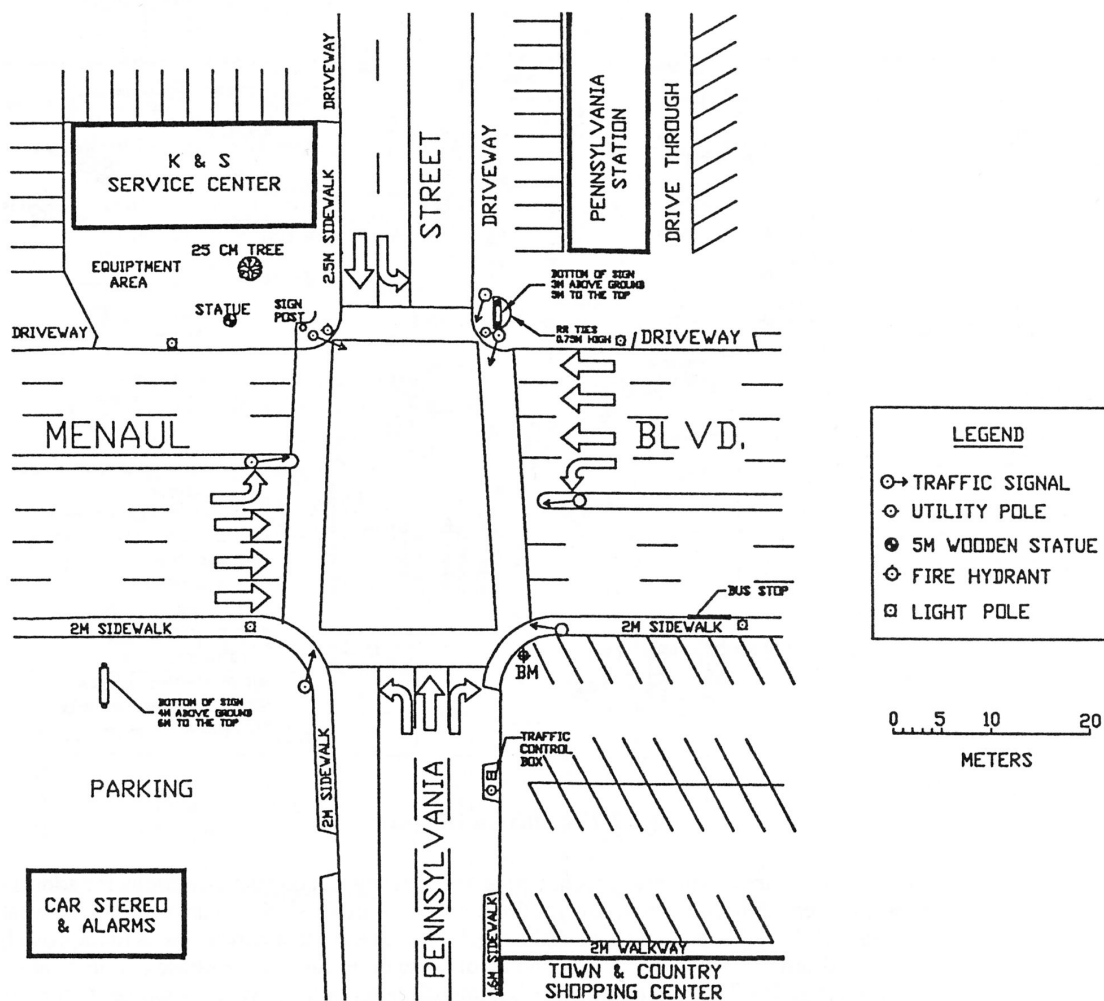 DRIVEWAY
STREET
DRIVEWAY
PENNSYLVANIA
STATION
DRIVE THROUGH
K & S
SERVICE CENTER
2.5M SIDEWALK
25 CM TREE
EQUIPTMENT
AREA
STATUE
SIGN
POST
BOTTOM OF SIGN
3M ABOVE GROUND
9M TO THE TOP
RR TIES
0.75M HIGH
DRIVEWAY
DRIVEWAY
MENAUL
BLVD.
LEGEND
TRAFFIC SIGNAL
UTILITY POLE
5M WOODEN STATUE
FIRE HYDRANT
LIGHT POLE
BUS STOP
2M SIDEWALK
2M SIDEWALK
BM
BOTTOM OF SIGN
4M ABOVE GROUND
6M TO THE TOP
0 5 10 20
METERS
TRAFFIC
CONTROL
BOX
PARKING
2M SIDEWALK
PENNSYLVANIA
CAR STEREO
& ALARMS
1.6M SIDEWALK
2M WALKWAY
TOWN & COUNTRY
SHOPPING CENTER